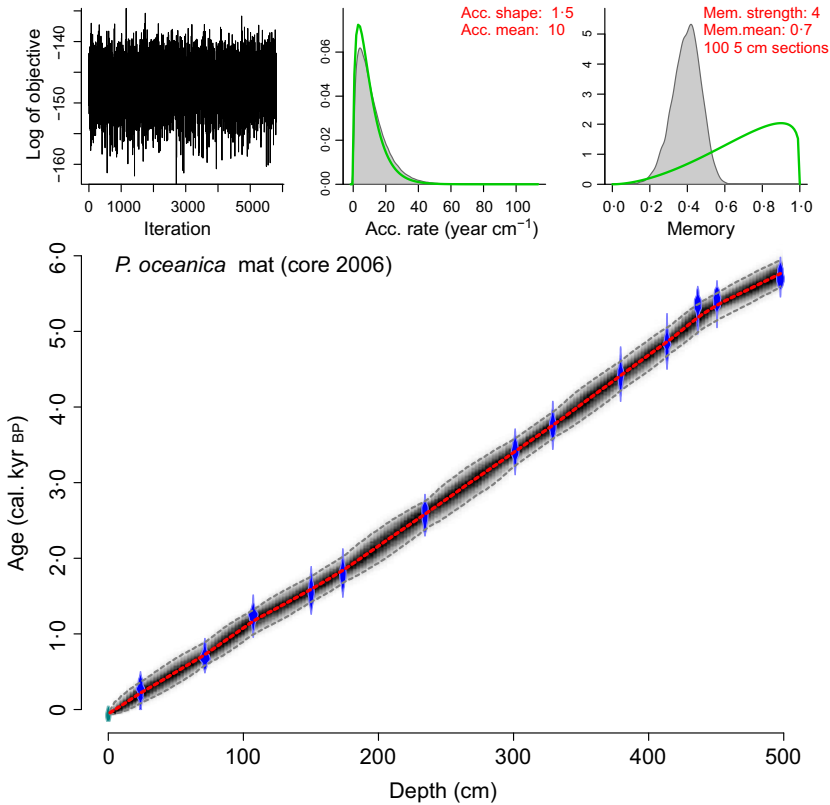 Log of objective
−140
−150
−160
0
1000
3000
5000
Iteration
Acc. shape: 1·5
Acc. mean: 10
0·06
0·04
0·02
0·00
0 20 40 60 80 100
Acc. rate (year cm⁻¹)
Mem. strength: 4
Mem.mean: 0·7
100 5 cm sections
5
4
3
2
1
0
0·0 0·2 0·4 0·6 0·8 1·0
Memory
P. oceanica mat (core 2006)
Age (cal. kyr BP)
6·0
5·0
4·0
3·0
2·0
1·0
0
0 100 200 300 400 500
Depth (cm)